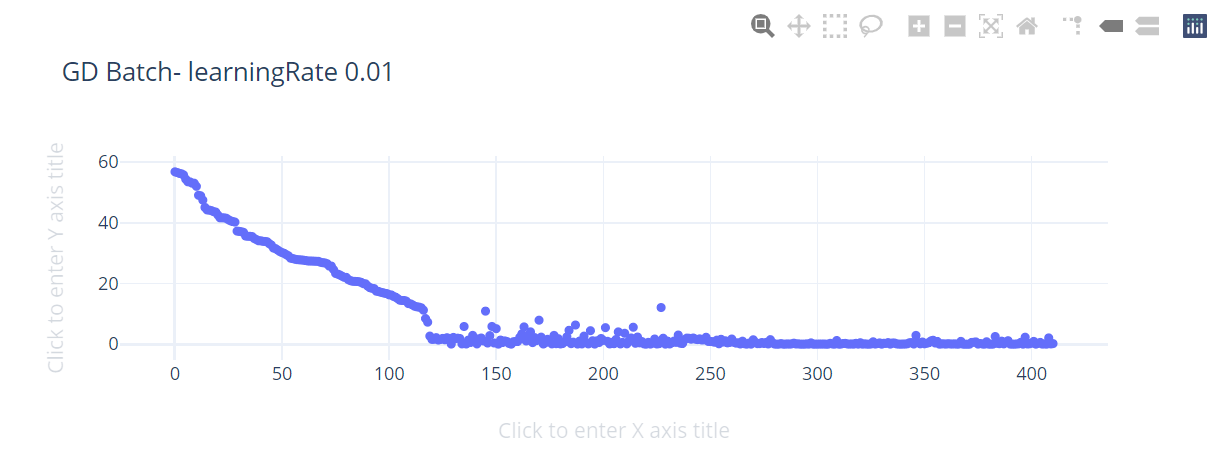 GD Batch- learningRate 0.01
Click to enter Y axis title
60
40
20
0
0 50 100 150 200 250 300 350 400
Click to enter X axis title